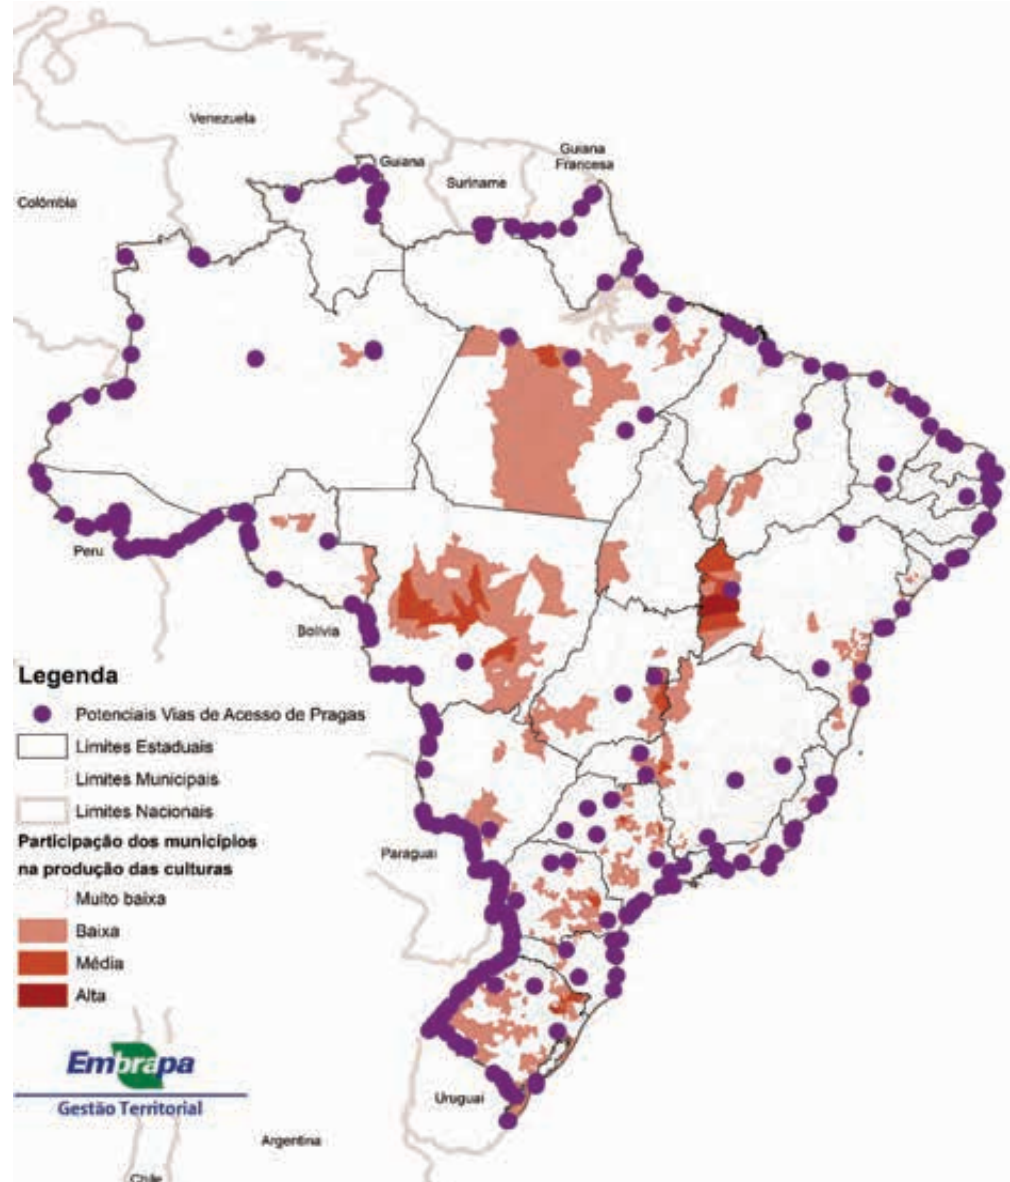 Venezuela
Guiana
Guiana
Francesa
Suriname
Colômbia
Peru
Bolívia
Legenda
Potenciais Vias de Acesso de Pragas
Limites Estaduais
Limites Municipais
Limites Nacionais
Participação dos municípios
na produção das culturas
Muito baixa
Baixa
Média
Alta
Paraguai
Embrapa
Gestão Territorial
Uruguai
Argentina
Chile